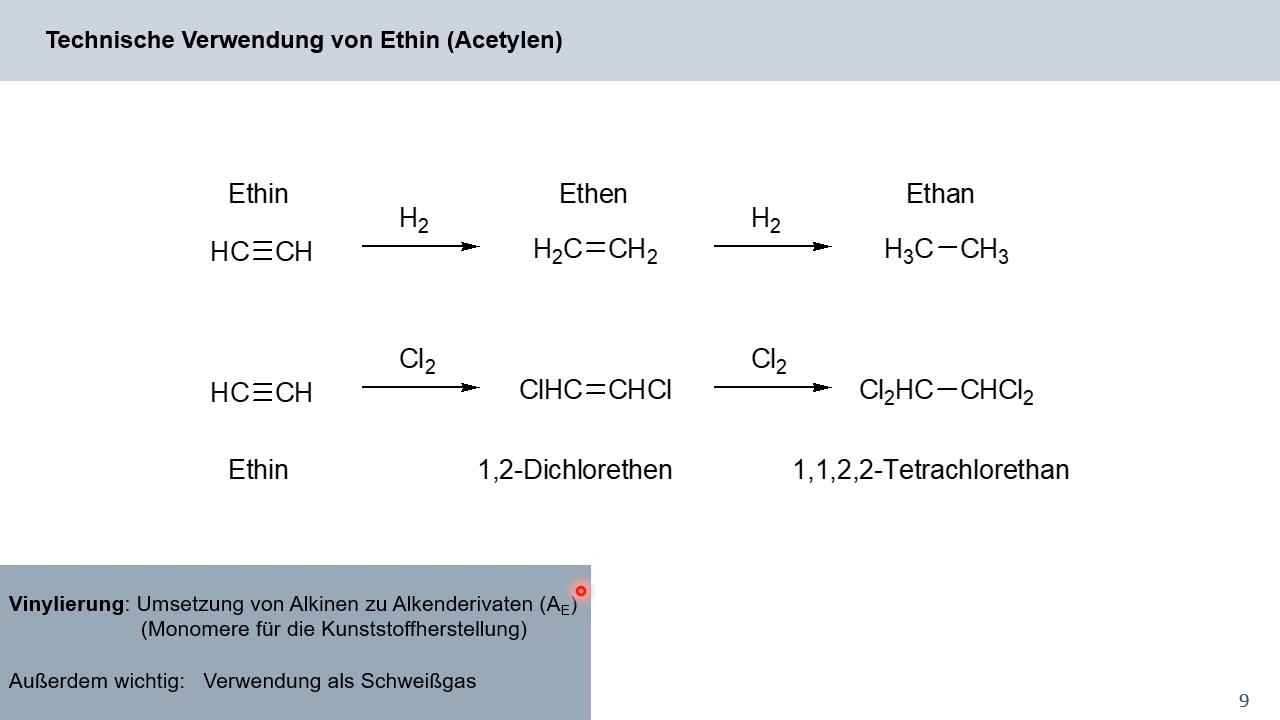 Technische Verwendung von Ethin (Acetylen)
Ethin Ethen Ethan
H₂ H₂
HC≡CH H₂C=CH₂ H₃C−CH₃
Cl₂ Cl₂
HC≡CH ClHC=CHCl Cl₂HC−CHCl₂
Ethin 1,2-Dichlorethen 1,1,2,2-Tetrachlorethan
Vinylierung: Umsetzung von Alkinen zu Alkenderivaten (A_E)
(Monomere für die Kunststoffherstellung)
Außerdem wichtig: Verwendung als Schweißgas
9